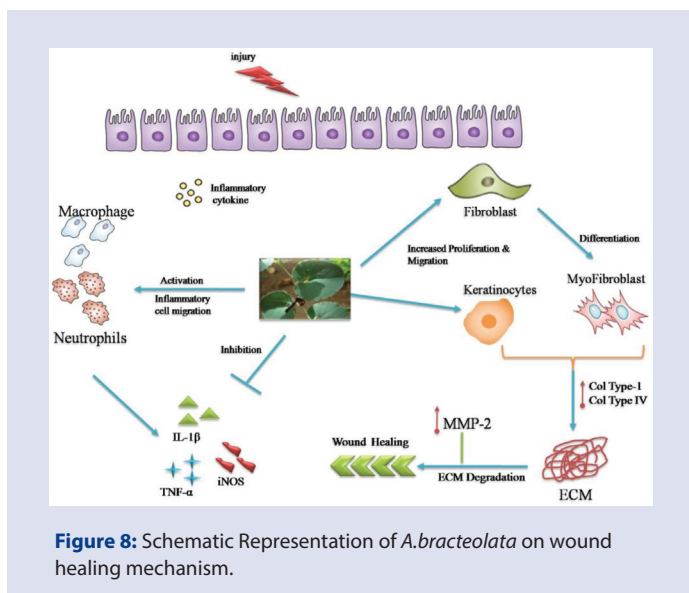 injury
Inflammatory
cytokine
Macrophage
Fibroblast
Increased Proliferation &
Migration
Differentiation
Activation
Inflammatory
cell migration
Keratinocytes
MyoFibroblast
Neutrophils
Inhibition
Col Type-1
Col Type IV
IL-1β
MMP-2
Wound Healing
TNF-α
iNOS
ECM Degradation
ECM
Figure 8: Schematic Representation of A.bracteolata on wound
healing mechanism.